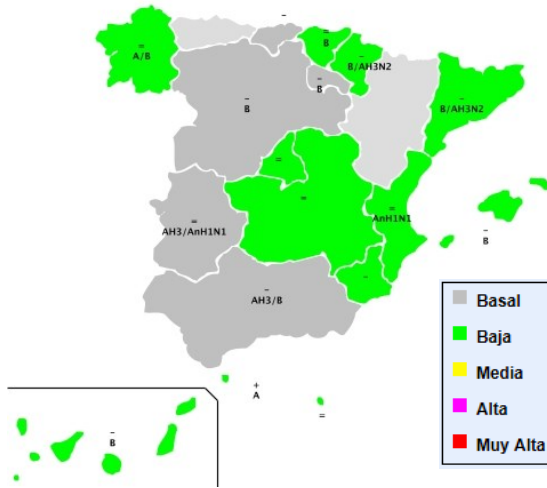 –
=
B
=
A/B
–
B/AH3N2
–
B
–
B
–
B/AH3N2
=
=
=
AnH1N1
=
AH3/AnH1N1
–
B
–
–
AH3/B
Basal
Baja
Media
Alta
Muy Alta
+
A
=
–
B